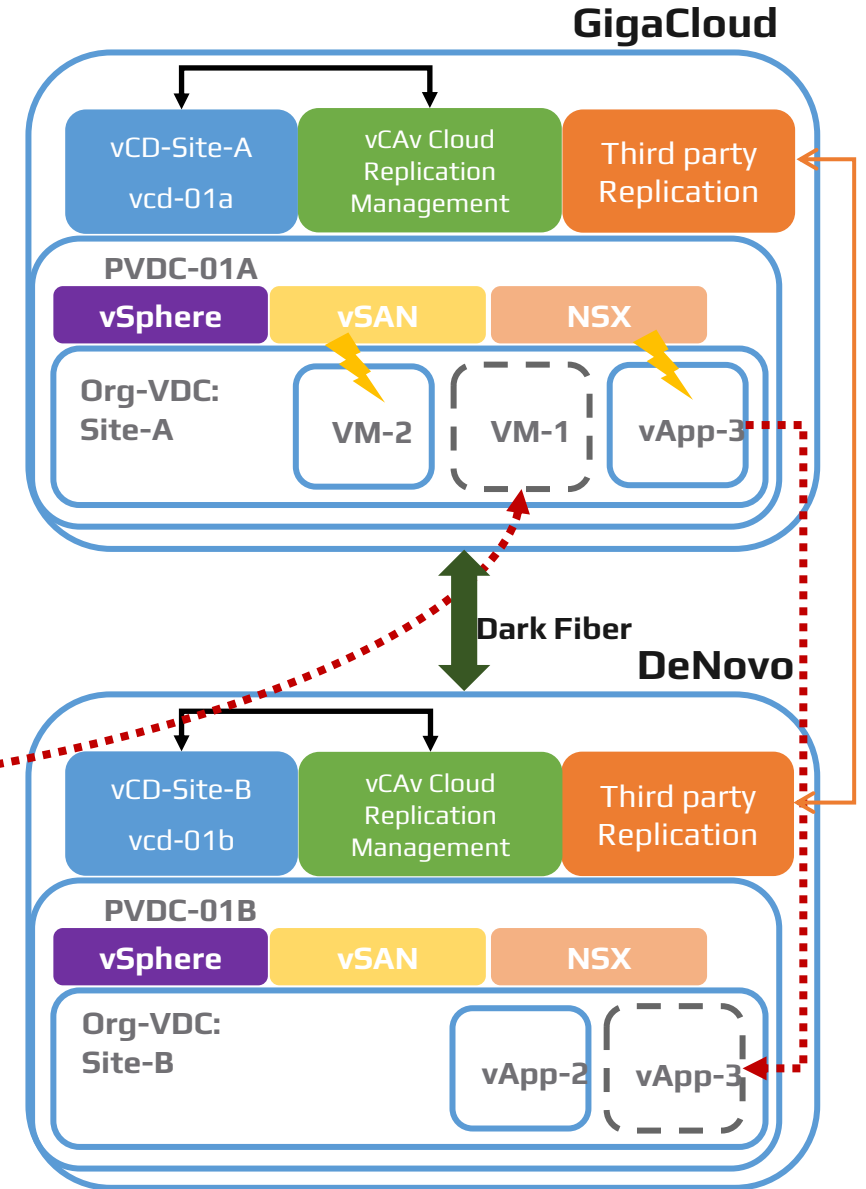 GigaCloud
vCD-Site-A
vcd-01a
vCAv Cloud
Replication
Management
Third party
Replication
PVDC-01A
vSphere
vSAN
NSX
Org-VDC:
Site-A
VM-2
VM-1
vApp-3
Dark Fiber
DeNovo
vCD-Site-B
vcd-01b
vCAv Cloud
Replication
Management
Third party
Replication
PVDC-01B
vSphere
vSAN
NSX
Org-VDC:
Site-B
vApp-2
vApp-3